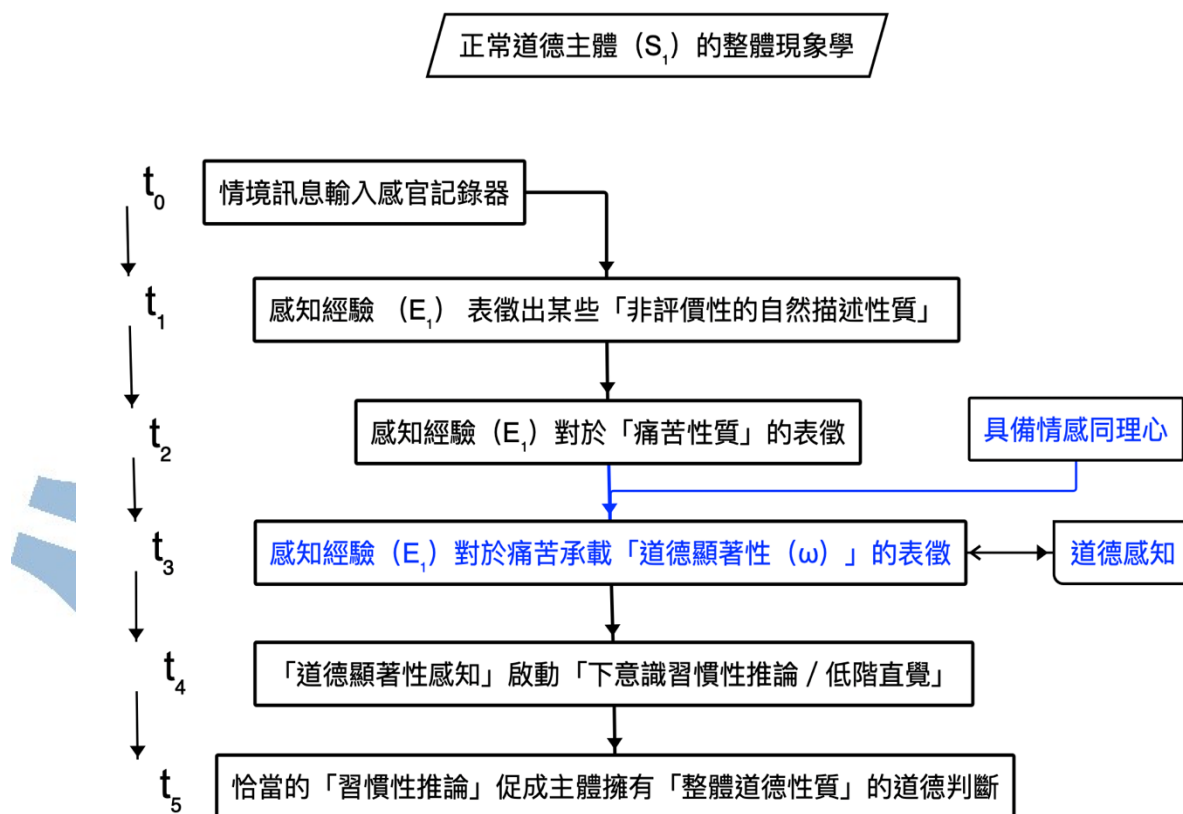 正常道德主體（S₁）的整體現象學
t₀
情境訊息輸入感官記錄器
t₁
感知經驗 （E₁） 表徵出某些「非評價性的自然描述性質」
t₂
感知經驗（E₁）對於「痛苦性質」的表徵
具備情感同理心
t₃
感知經驗（E₁）對於痛苦承載「道德顯著性（ω）」的表徵
道德感知
t₄
「道德顯著性感知」啟動「下意識習慣性推論 / 低階直覺」
t₅
恰當的「習慣性推論」促成主體擁有「整體道德性質」的道德判斷